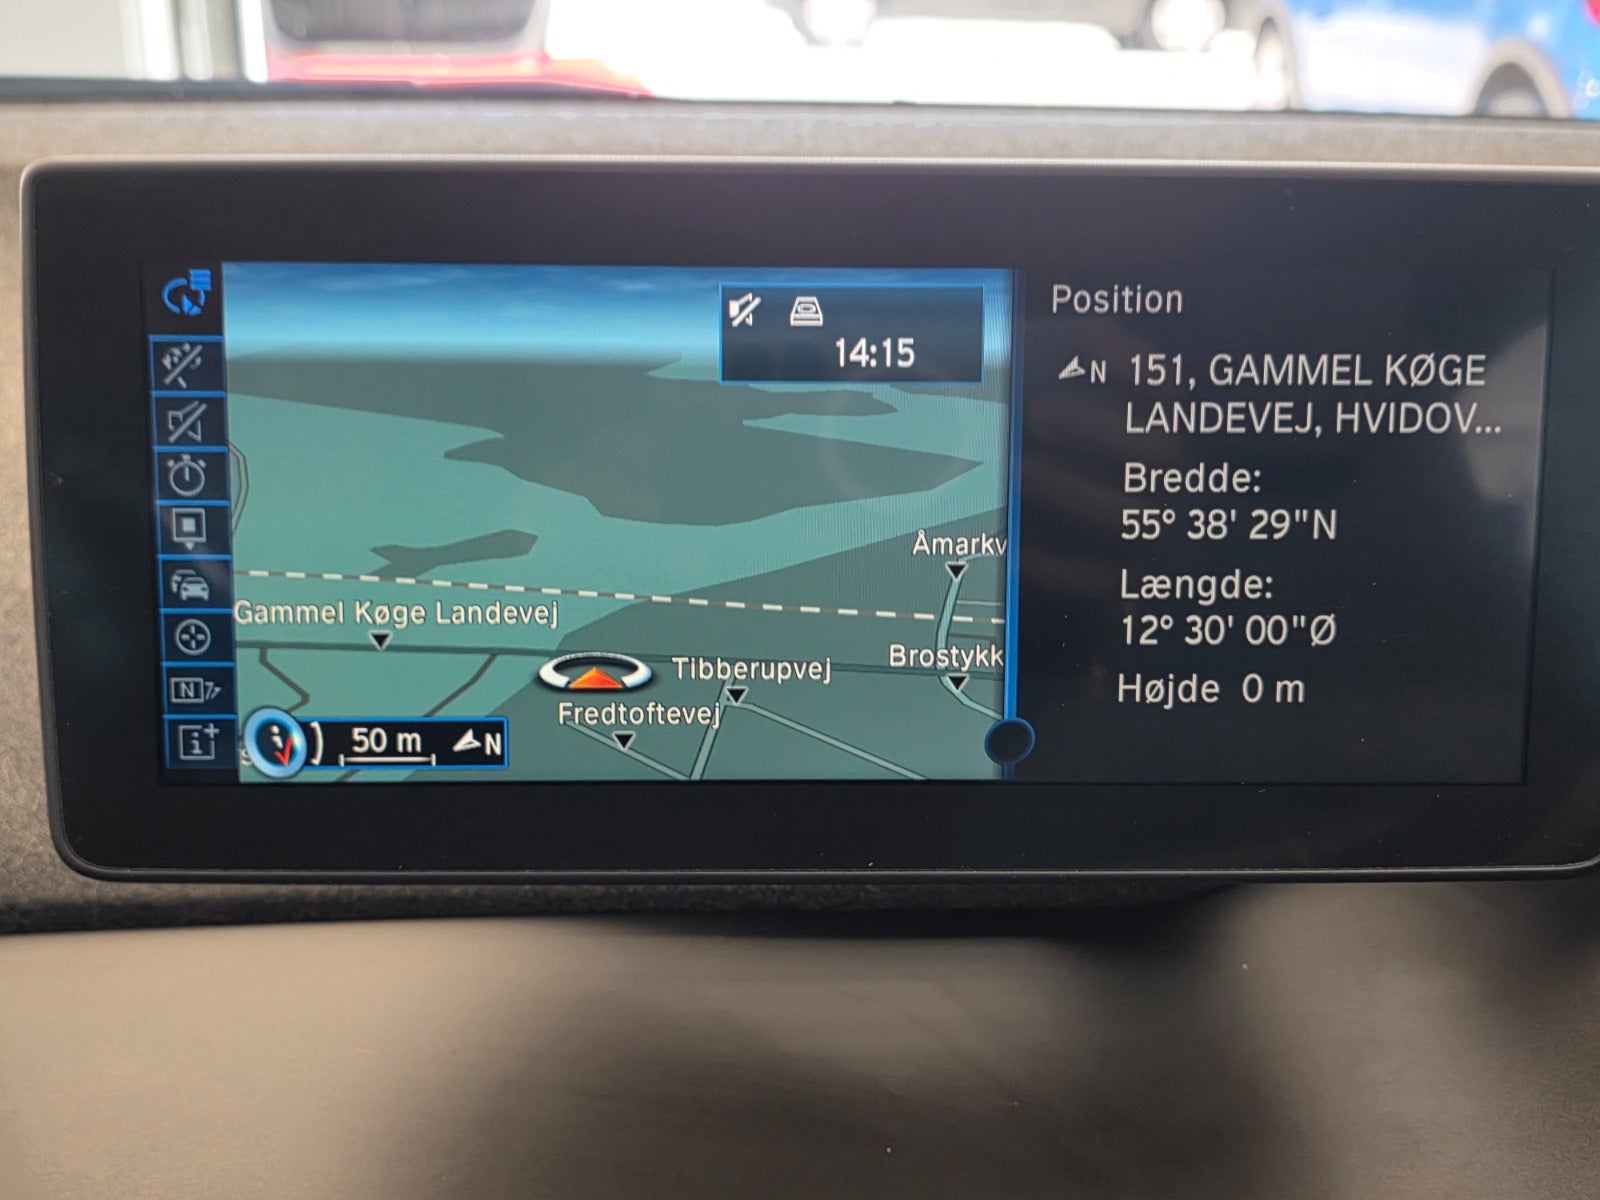 14:15
Position
N 151, GAMMEL KØGE
LANDEVEJ, HVIDOV...
Bredde:
55° 38' 29"N
Længde:
12° 30' 00"Ø
Højde 0 m
Åmarkv
Gammel Køge Landevej
Brostykk
Tibberupvej
Fredtoftevej
50 m N
N
i